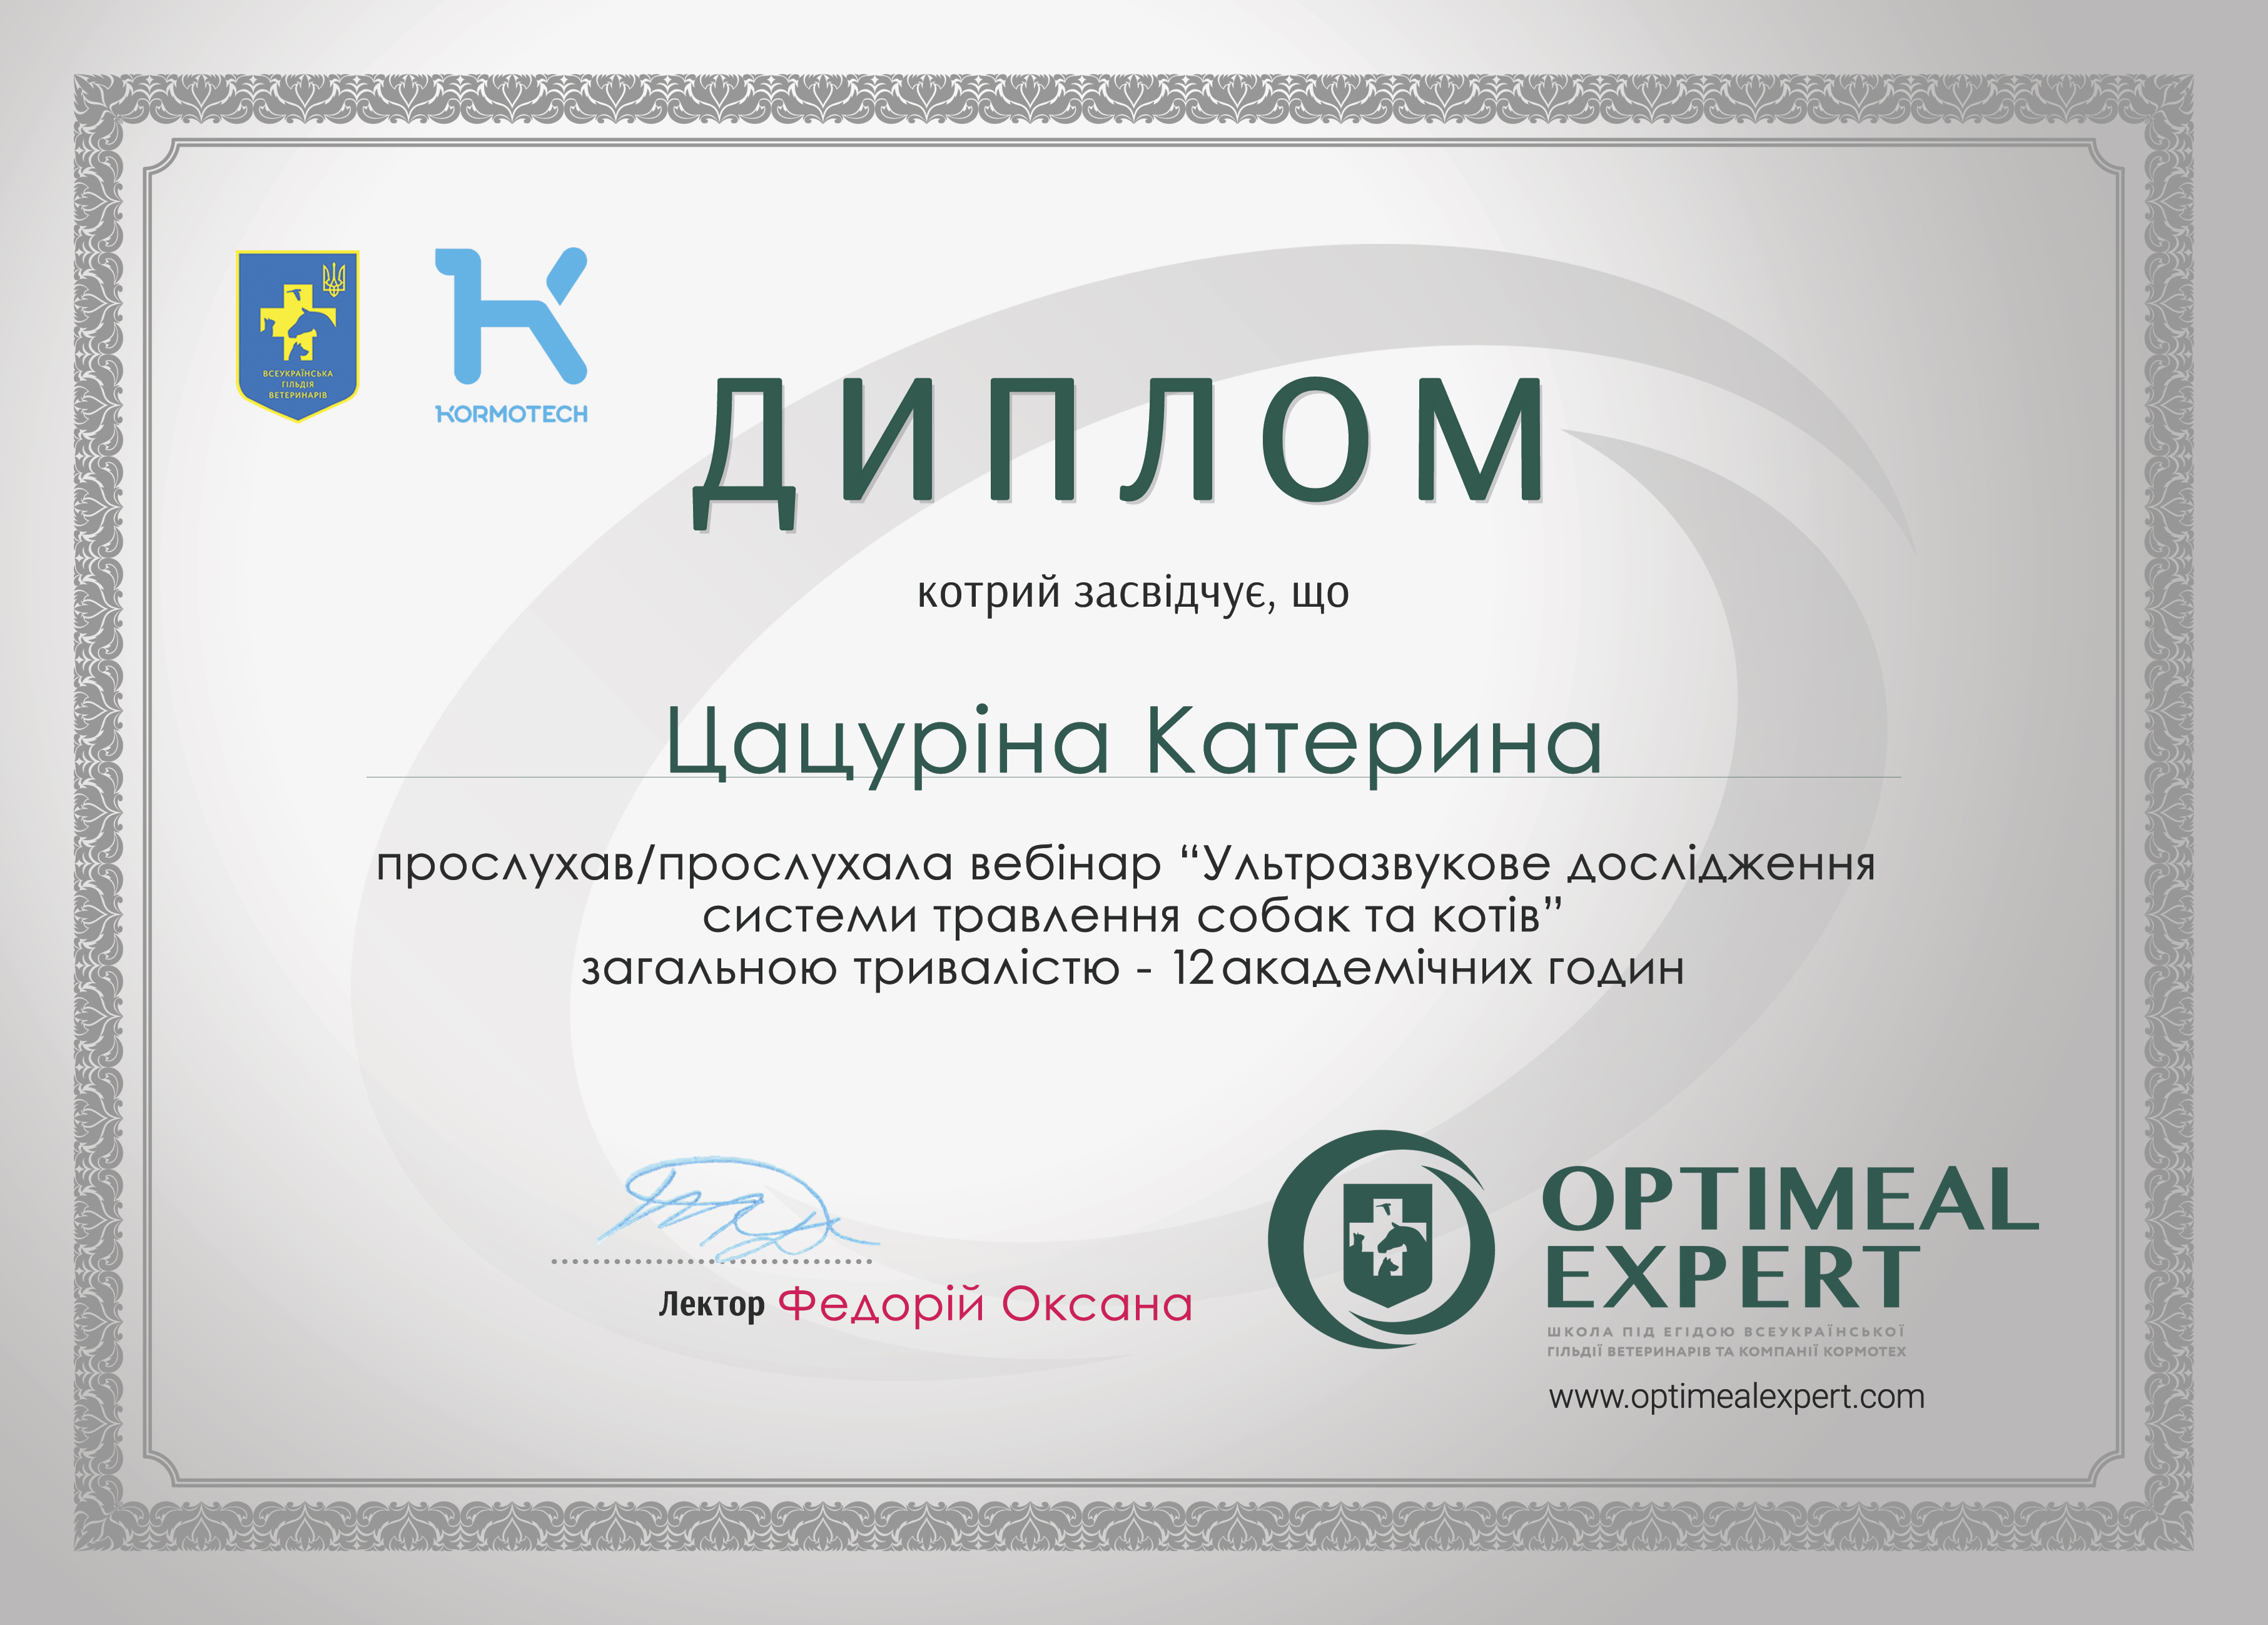 ВСЕУКРАЇНСЬКА
ГІЛЬДІЯ
ВЕТЕРИНАРІВ
KORMOTECH
ДИПЛОМ
котрий засвідчує, що
Цацуріна Катерина
прослухав/прослухала вебінар “Ультразвукове дослідження
системи травлення собак та котів”
загальною тривалістю - 12 академічних годин
Лектор Федорій Оксана
OPTIMEAL
EXPERT
ШКОЛА ПІД ЕГІДОЮ ВСЕУКРАЇНСЬКОЇ
ГІЛЬДІЇ ВЕТЕРИНАРІВ ТА КОМПАНІЇ КОРМОТЕХ
www.optimealexpert.com